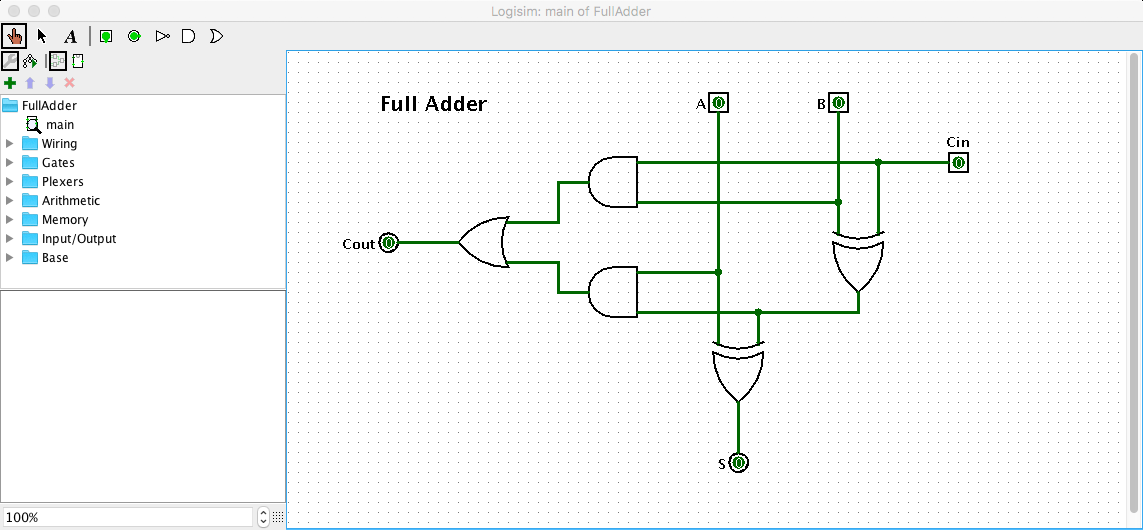 Logisim: main of FullAdder
A
FullAdder
main
Wiring
Gates
Plexers
Arithmetic
Memory
Input/Output
Base
100%
Full Adder
A 0
B 0
Cin
0
Cout 0
S 0